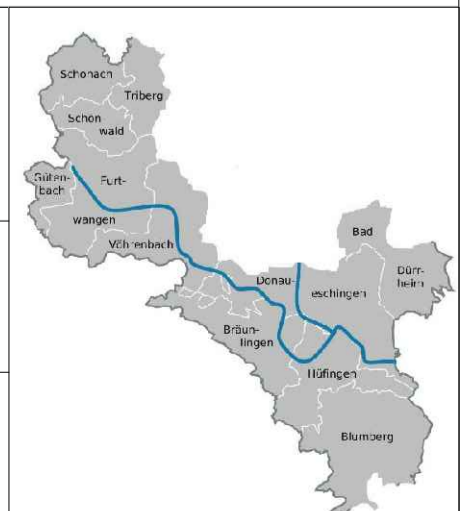 Schonach
Triberg
Schön
wald
Güten-
bach
Furt-
wangen
Vöhrenbach
Bad
Dürr-
heim
Donau-
eschingen
Bräun-
lingen
Hüfingen
Blumberg